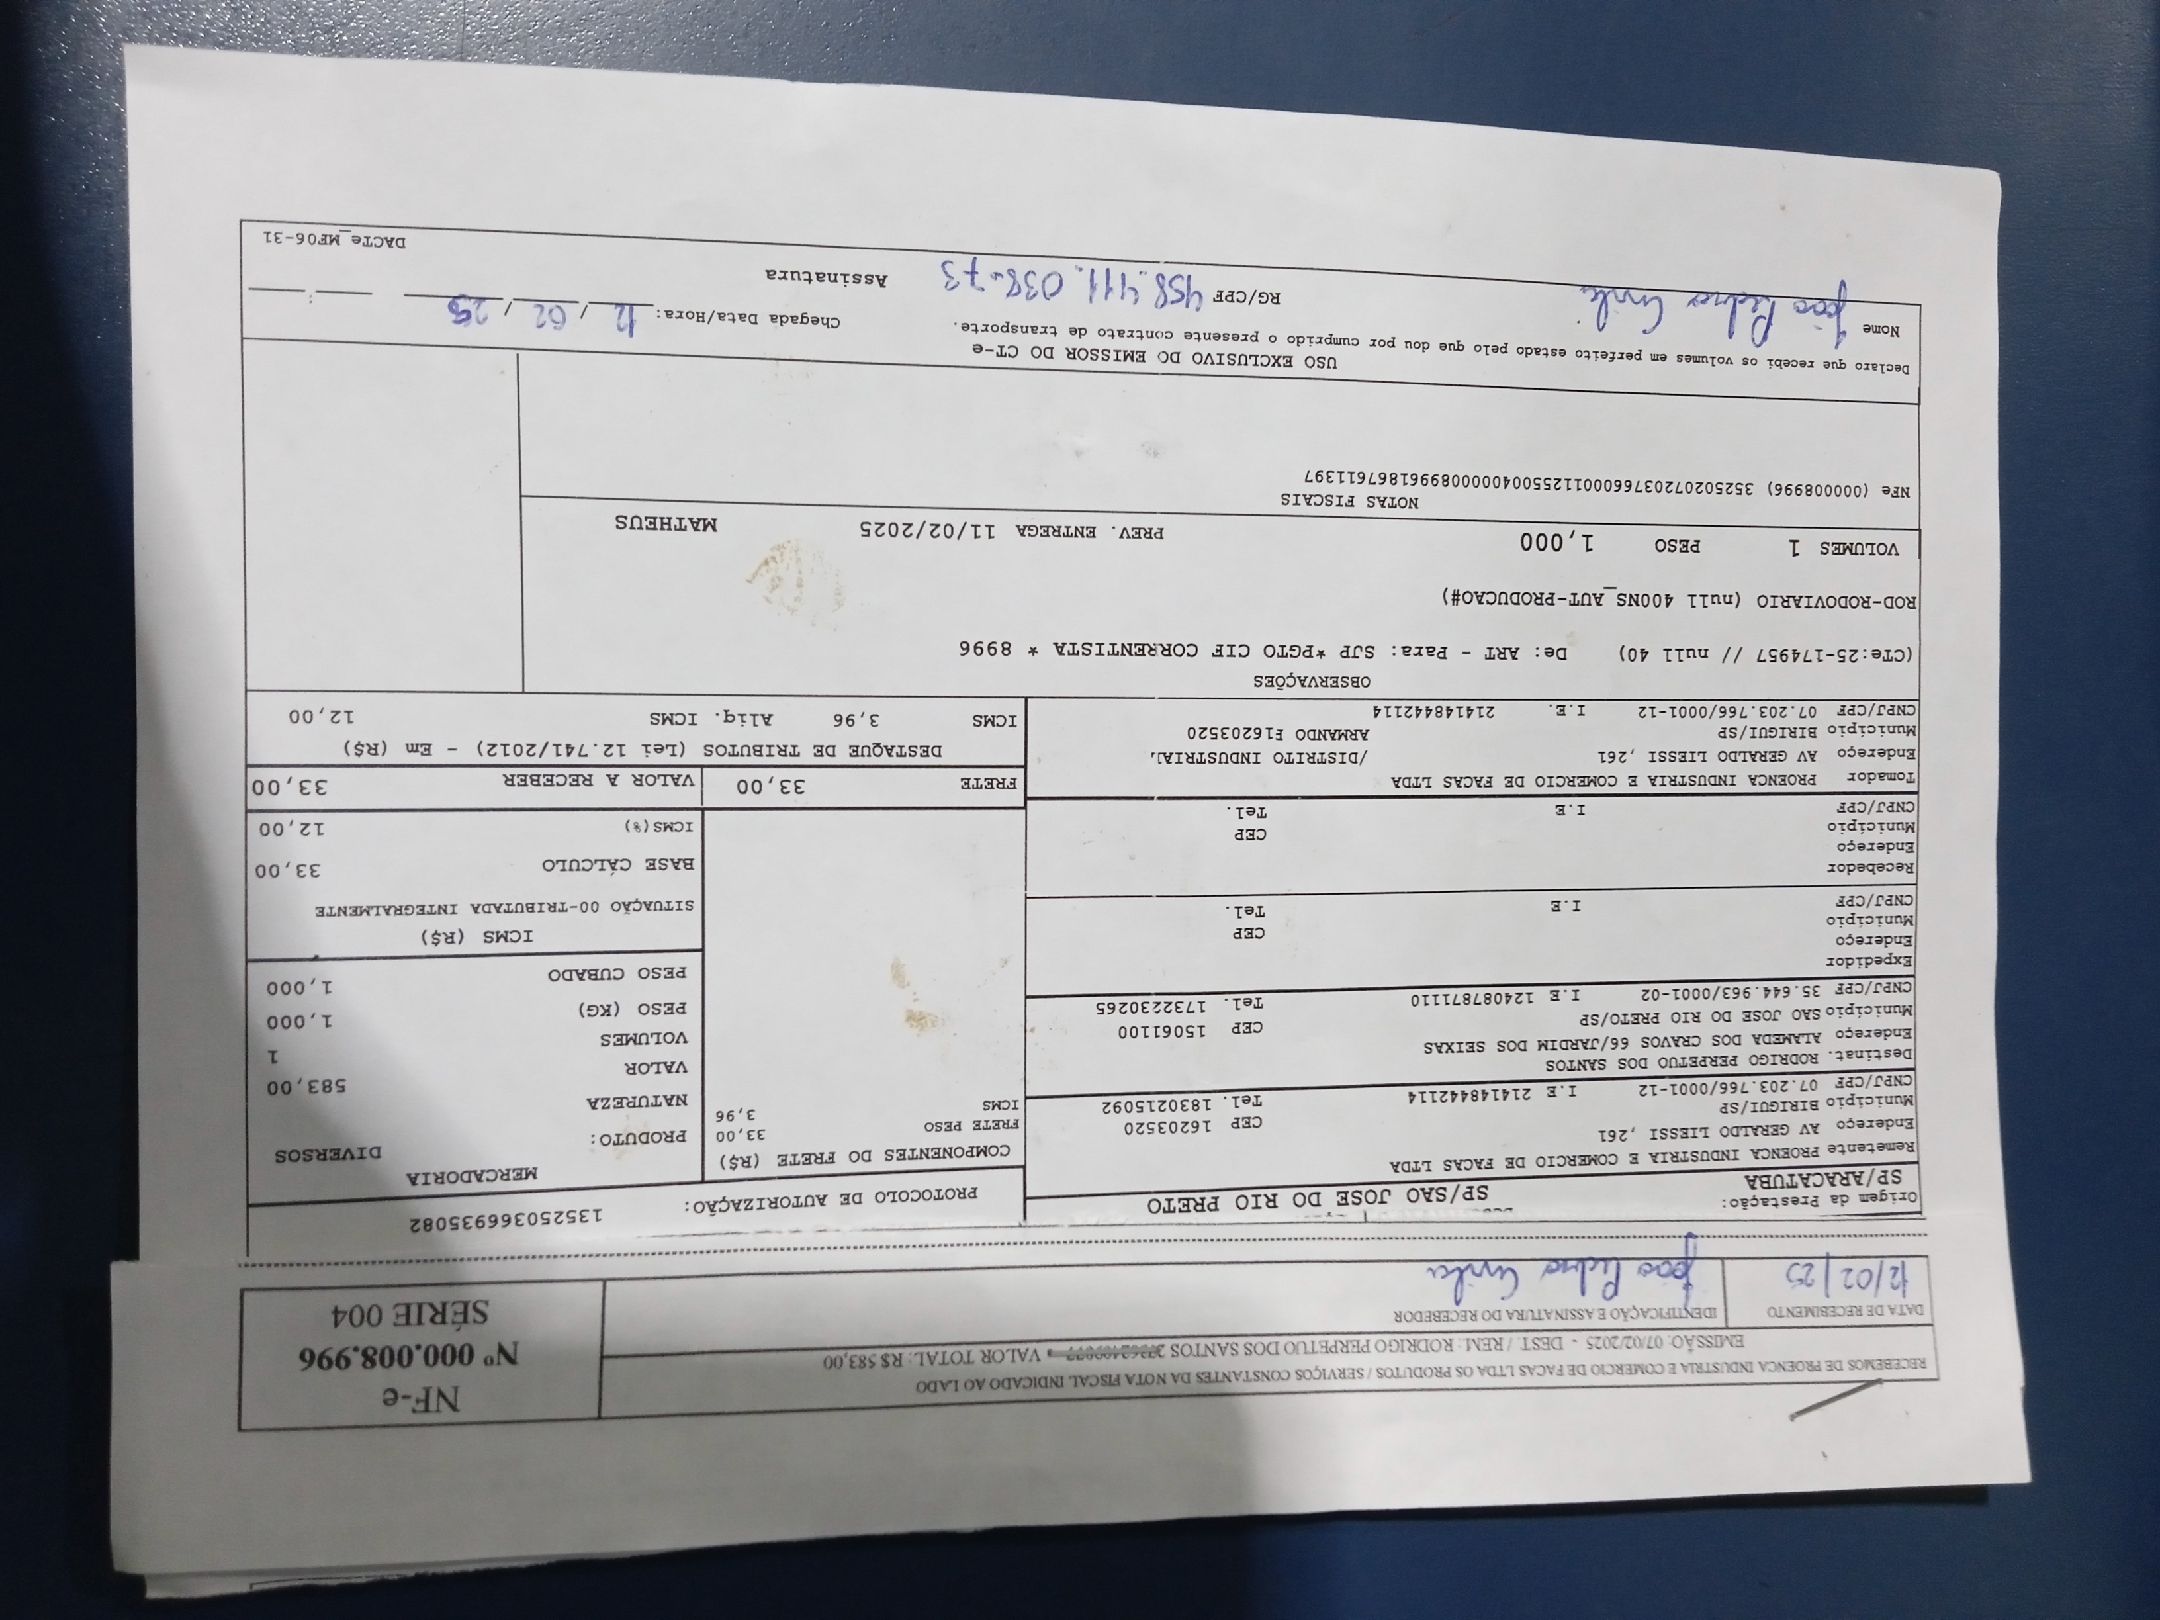 RECEBEMOS DE PROENCA INDUSTRIA E COMERCIO DE FACAS LTDA OS PRODUTOS / SERVIÇOS CONSTANTES DA NOTA FISCAL INDICADO AO LADO
EMISSÃO: 07/02/2025 - DEST. / REM: RODRIGO PERPETUO DOS SANTOS VALOR TOTAL: R$ 583,00
DATA DE RECEBIMENTO
12/02/25
IDENTIFICAÇÃO E ASSINATURA DO RECEBEDOR
João Pedro
NF-e
Nº 000.008.996
SÉRIE 004
Origem da Prestação:
SP/ARACATUBA
SP/SAO JOSE DO RIO PRETO
PROTOCOLO DE AUTORIZAÇÃO: 135250366935082
Remetente PROENCA INDUSTRIA E COMERCIO DE FACAS LTDA
Endereço AV GERALDO LIESSI ,261 CEP 16203520
Município BIRIGUI/SP Tel. 1830215092
CNPJ/CPF 07.203.766/0001-12 I.E 214148442114
Destinat. RODRIGO PERPETUO DOS SANTOS
Endereço ALAMEDA DOS CRAVOS 66/JARDIM DOS SEIXAS
Município SAO JOSE DO RIO PRETO/SP CEP 15061100
CNPJ/CPF 35.644.963/0001-02 I.E 124087871110 Tel. 1732230265
Expedidor
Endereço
Município CEP
CNPJ/CPF I.E Tel.
Recebedor
Endereço
Município CEP
CNPJ/CPF I.E Tel.
Tomador PROENCA INDUSTRIA E COMERCIO DE FACAS LTDA
Endereço AV GERALDO LIESSI ,261 /DISTRITO INDUSTRIAL
Município BIRIGUI/SP ARMANDO F16203520
CNPJ/CPF 07.203.766/0001-12 I.E. 214148442114
COMPONENTES DO FRETE (R$)
FRETE PESO 33,00
ICMS 3,96
MERCADORIA
PRODUTO: DIVERSOS
NATUREZA
VALOR 583,00
VOLUMES 1
PESO (KG) 1,000
PESO CUBADO 1,000
ICMS (R$)
SITUAÇÃO 00-TRIBUTADA INTEGRALMENTE
BASE CÁLCULO 33,00
ICMS(%) 12,00
FRETE 33,00 VALOR A RECEBER 33,00
DESTAQUE DE TRIBUTOS (Lei 12.741/2012) - Em (R$)
ICMS 3,96 Aliq. ICMS 12,00
OBSERVAÇÕES
(CTe:25-174957 // null 40) De: ART - Para: SJP *PGTO CIF CORRENTISTA * 8996
ROD-RODOVIARIO (null 400NS_AUT-PRODUCAO#)
VOLUMES 1 PESO 1,000 PREV. ENTREGA 11/02/2025 MATHEUS
NOTAS FISCAIS
NFe (000008996) 35250207203766000112550040000089961867611397
USO EXCLUSIVO DO EMISSOR DO CT-e
Declaro que recebi os volumes em perfeito estado pelo que dou por cumprido o presente contrato de transporte.
Nome João Pedro RG/CPF 458.411.038-73 Assinatura
Chegada Data/Hora: 12/02/25 :
DACTe_MF06-31